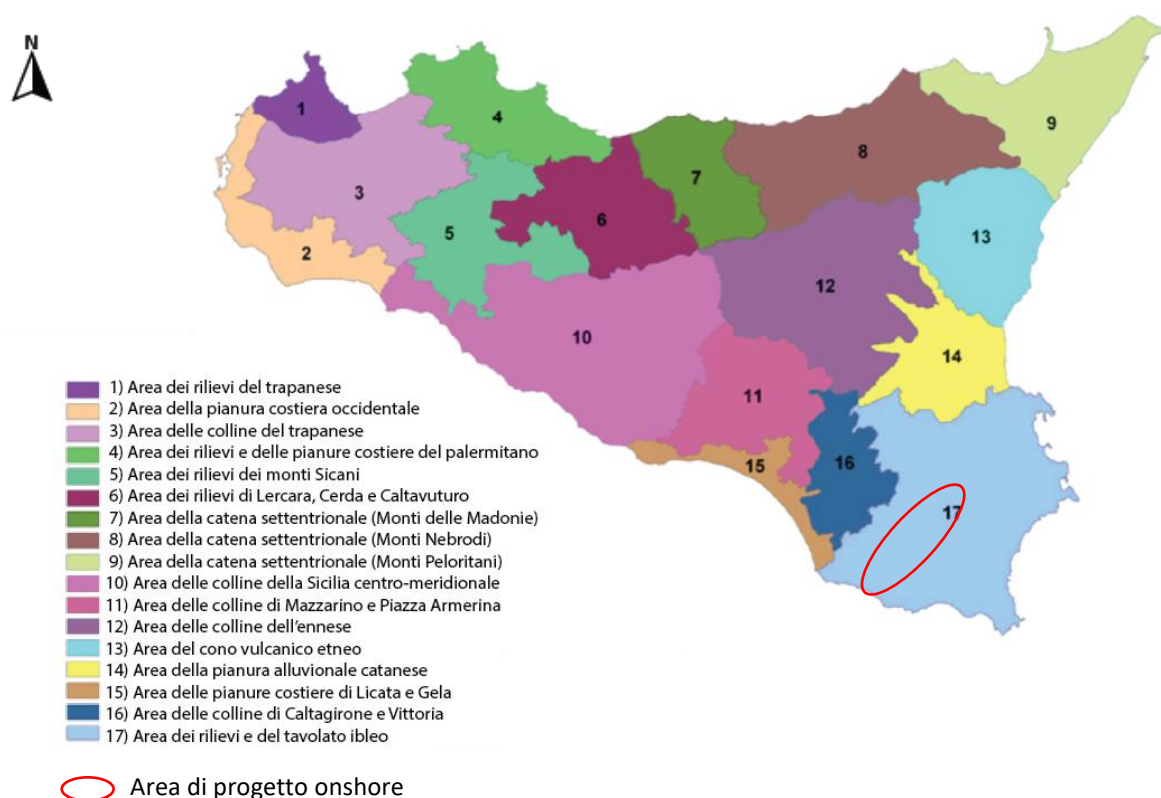 N
1
4
9
8
7
3
6
5
13
2
12
10
14
11
15
16
17
1) Area dei rilievi del trapanese
2) Area della pianura costiera occidentale
3) Area delle colline del trapanese
4) Area dei rilievi e delle pianure costiere del palermitano
5) Area dei rilievi dei monti Sicani
6) Area dei rilievi di Lercara, Cerda e Caltavuturo
7) Area della catena settentrionale (Monti delle Madonie)
8) Area della catena settentrionale (Monti Nebrodi)
9) Area della catena settentrionale (Monti Peloritani)
10) Area delle colline della Sicilia centro-meridionale
11) Area delle colline di Mazzarino e Piazza Armerina
12) Area delle colline dell'ennese
13) Area del cono vulcanico etneo
14) Area della pianura alluvionale catanese
15) Area delle pianure costiere di Licata e Gela
16) Area delle colline di Caltagirone e Vittoria
17) Area dei rilievi e del tavolato ibleo
Area di progetto onshore